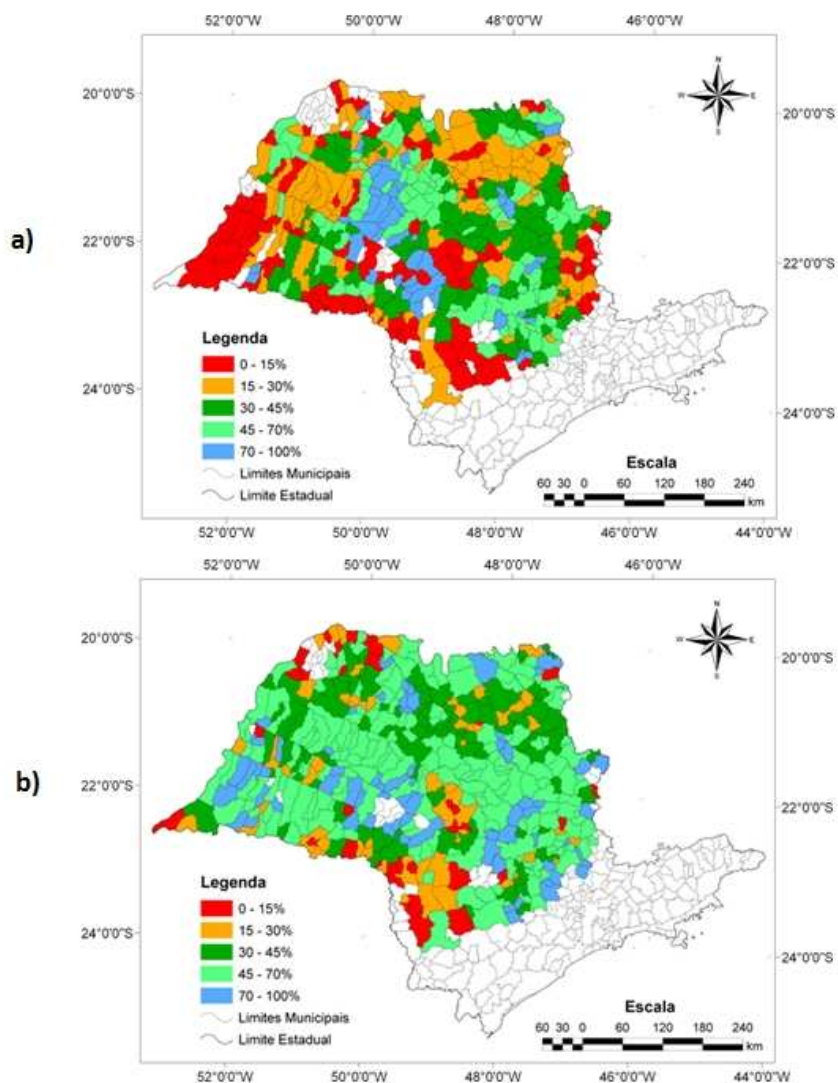 52°0'0"W 50°0'0"W 48°0'0"W 46°0'0"W
N
W E
S
20°0'0"S 20°0'0"S
a)
22°0'0"S 22°0'0"S
Legenda
0 - 15%
15 - 30%
30 - 45%
45 - 70%
70 - 100%
Limites Municipais
Limite Estadual
24°0'0"S 24°0'0"S
Escala
60 30 0 60 120 180 240
km
52°0'0"W 50°0'0"W 48°0'0"W 46°0'0"W 44°0'0"W
52°0'0"W 50°0'0"W 48°0'0"W 46°0'0"W
N
W E
S
20°0'0"S 20°0'0"S
b)
22°0'0"S 22°0'0"S
Legenda
0 - 15%
15 - 30%
30 - 45%
45 - 70%
70 - 100%
Limites Municipais
Limite Estadual
24°0'0"S 24°0'0"S
Escala
60 30 0 60 120 180 240
km
52°0'0"W 50°0'0"W 48°0'0"W 46°0'0"W 44°0'0"W